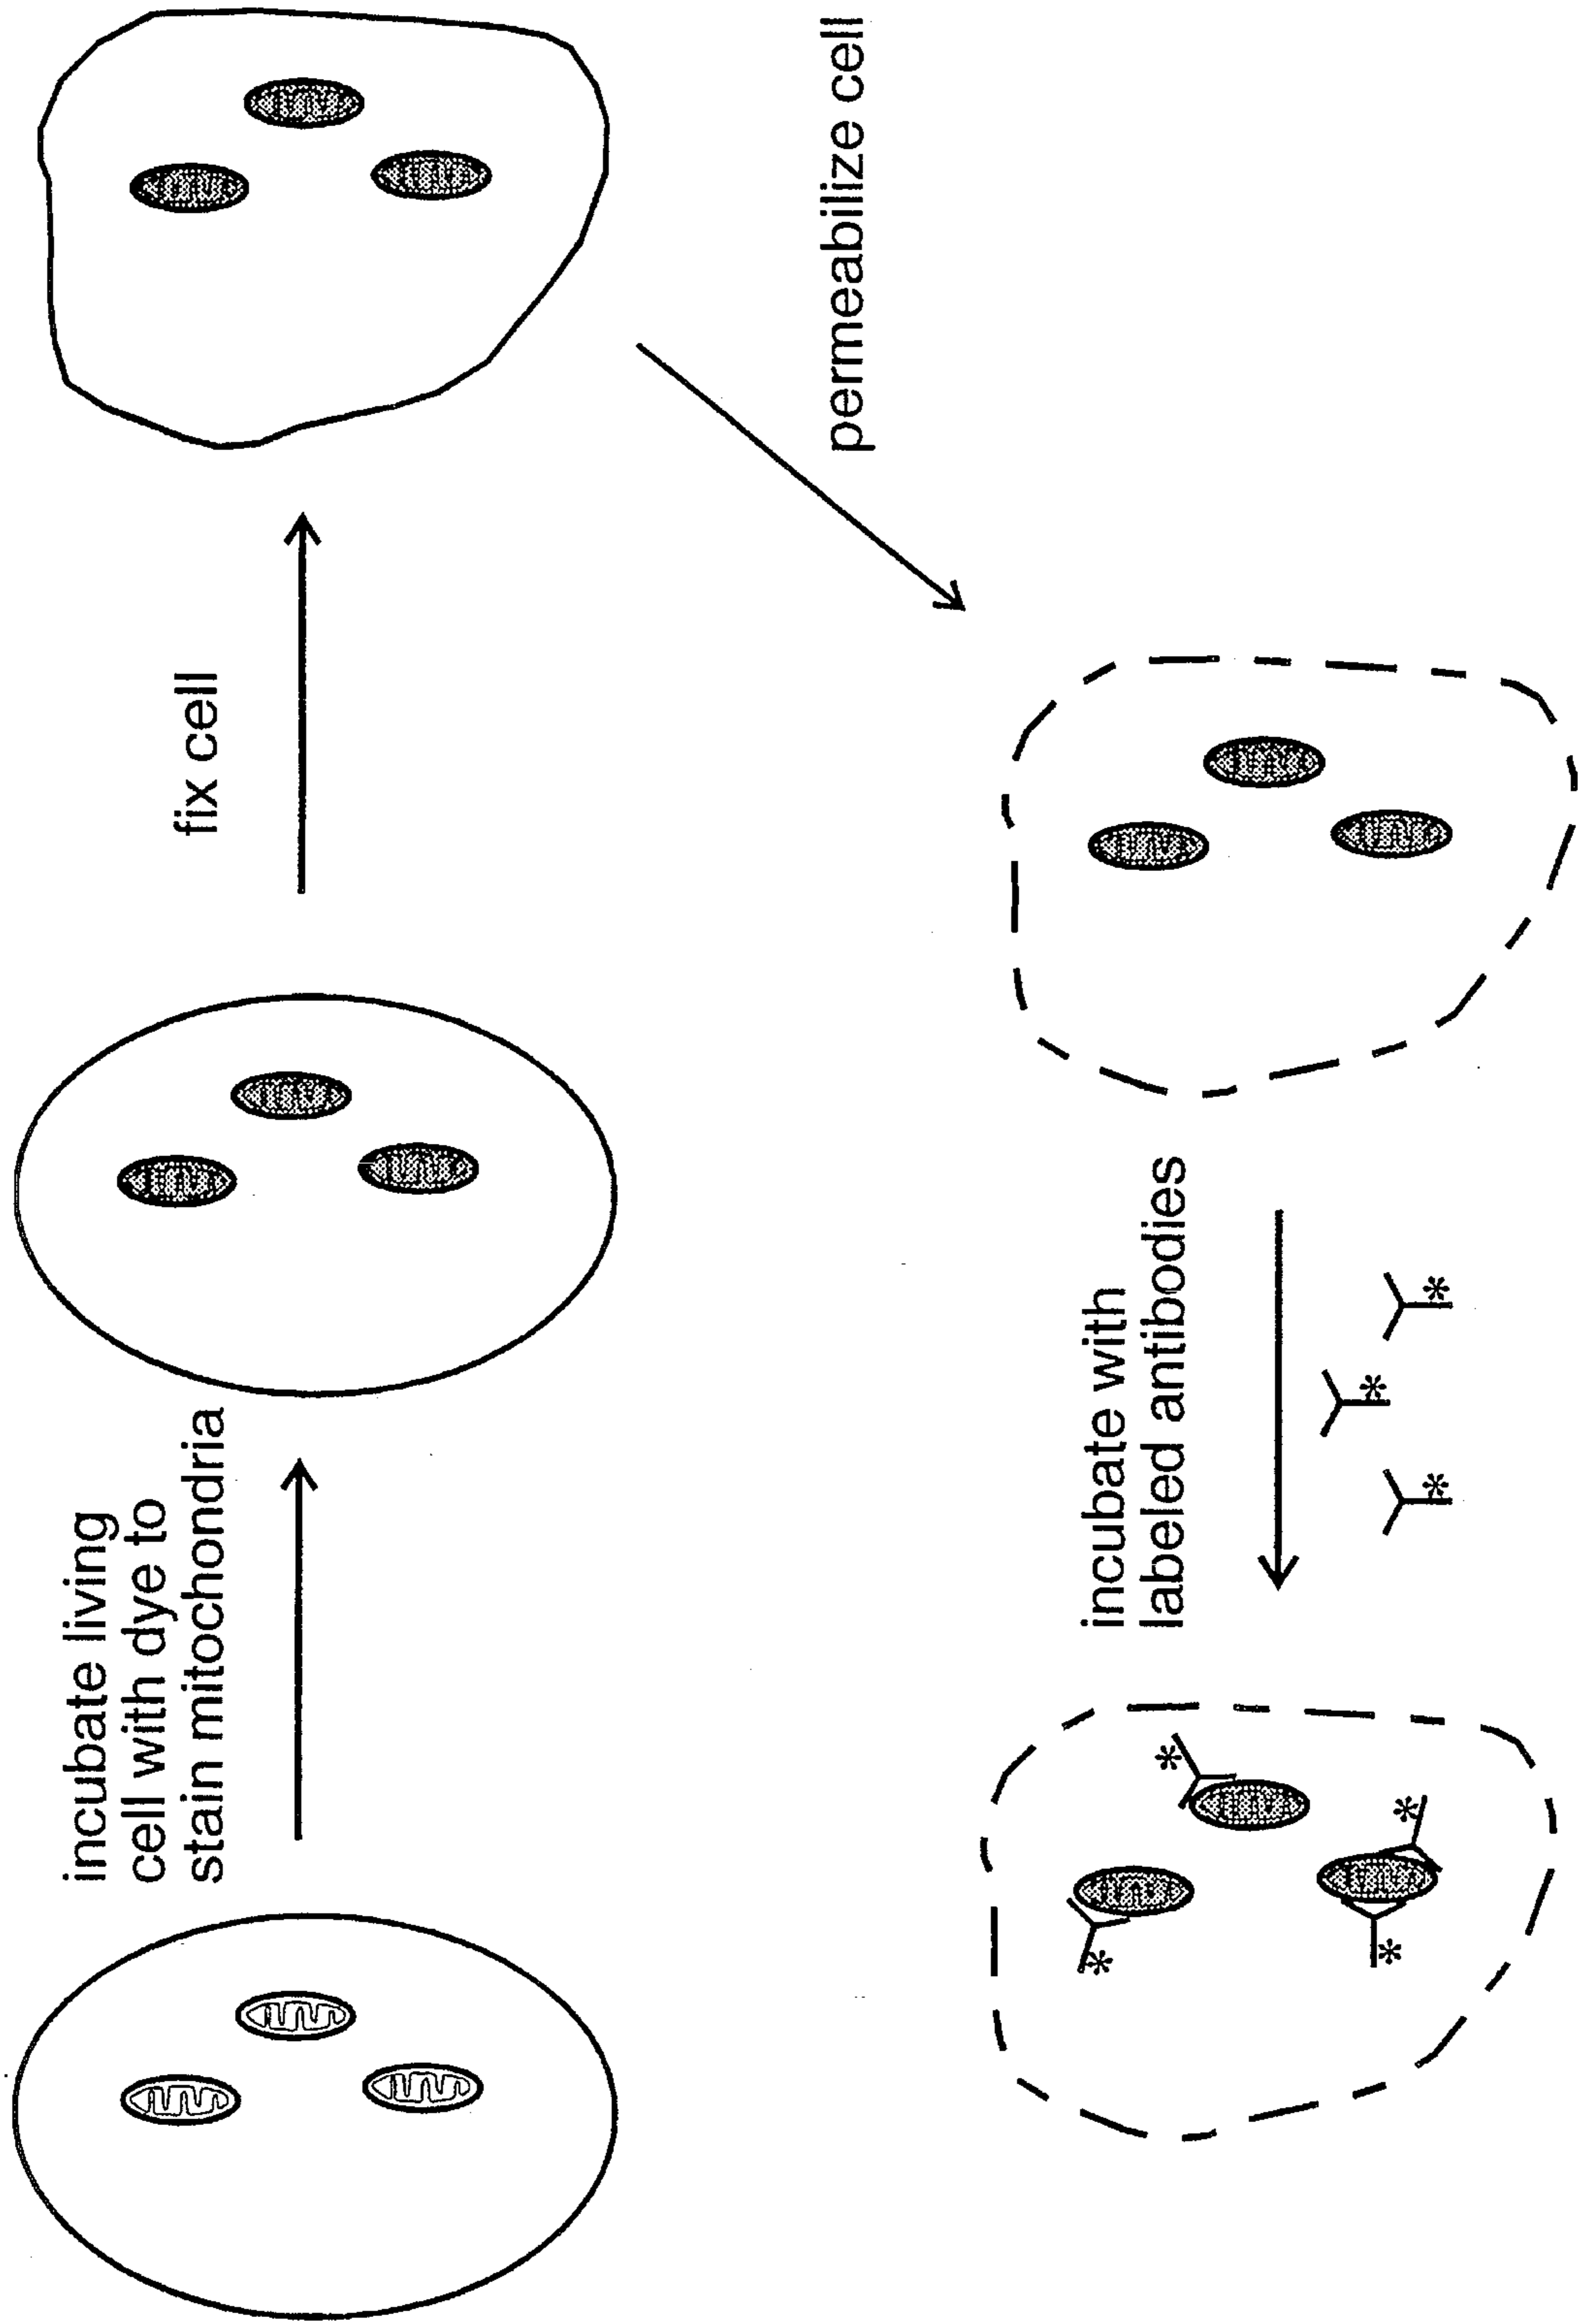 incubate living
cell with dye to
stain mitochondria
fix cell
permeabilize cell
incubate with
labeled antibodies
*
*
*
*
*
*
*